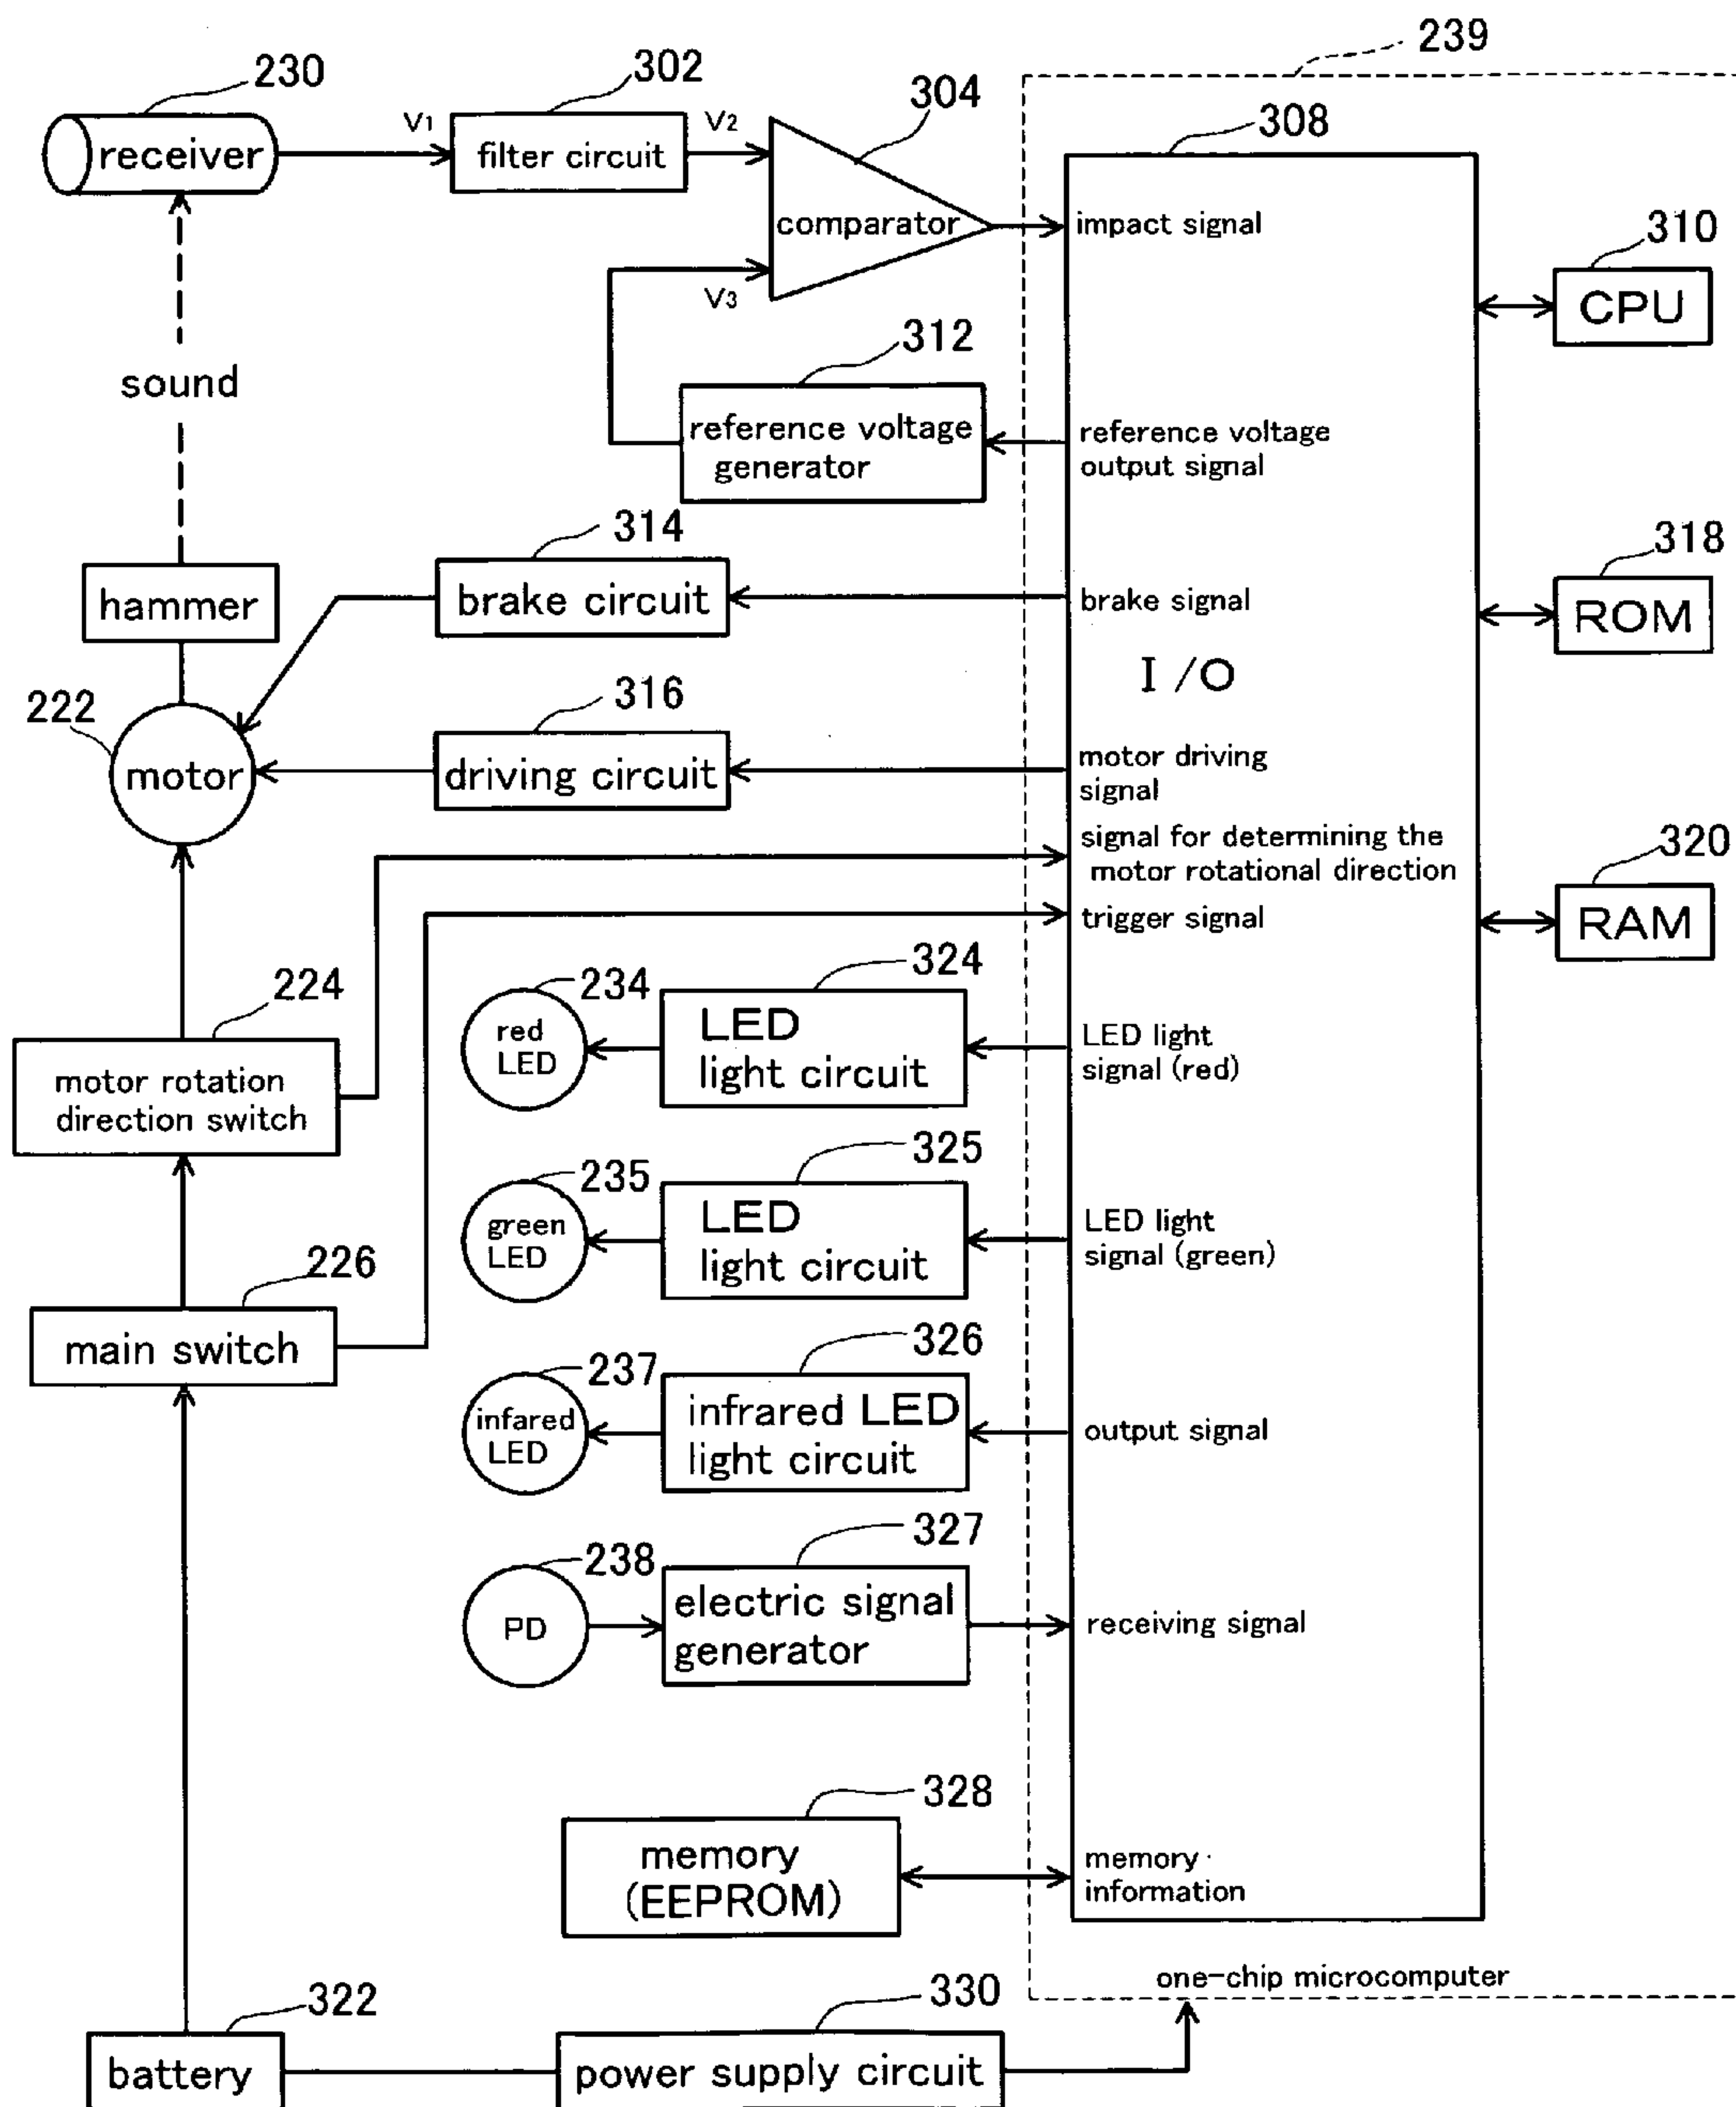 239
230
302
304
308
receiver
V1
filter circuit
V2
comparator
impact signal
310
CPU
V3
sound
312
reference voltage
generator
reference voltage
output signal
314
318
hammer
brake circuit
brake signal
ROM
I/O
222
316
motor
driving circuit
motor driving
signal
signal for determining the
motor rotational direction
320
RAM
trigger signal
224
234
324
motor rotation
direction switch
red
LED
LED
light circuit
LED light
signal (red)
235
325
green
LED
LED
light circuit
LED light
signal (green)
226
main switch
237
326
infared
LED
infrared LED
light circuit
output signal
238
327
PD
electric signal
generator
receiving signal
328
memory
(EEPROM)
memory
information
one-chip microcomputer
322
330
battery
power supply circuit